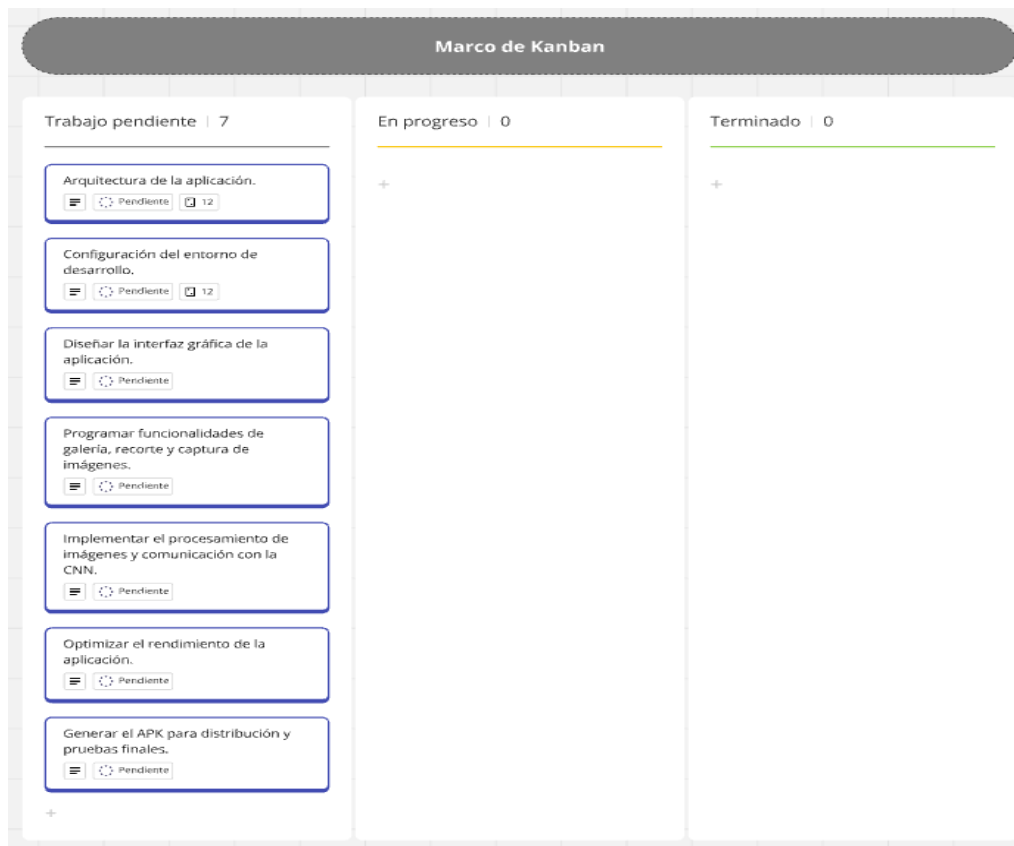 Marco de Kanban
Trabajo pendiente | 7
En progreso | 0
Terminado | 0
Arquitectura de la aplicación.
Pendiente 12
Configuración del entorno de
desarrollo.
Pendiente 12
Diseñar la interfaz gráfica de la
aplicación.
Pendiente
Programar funcionalidades de
galería, recorte y captura de
imágenes.
Pendiente
Implementar el procesamiento de
imágenes y comunicación con la
CNN.
Pendiente
Optimizar el rendimiento de la
aplicación.
Pendiente
Generar el APK para distribución y
pruebas finales.
Pendiente
+
+
+